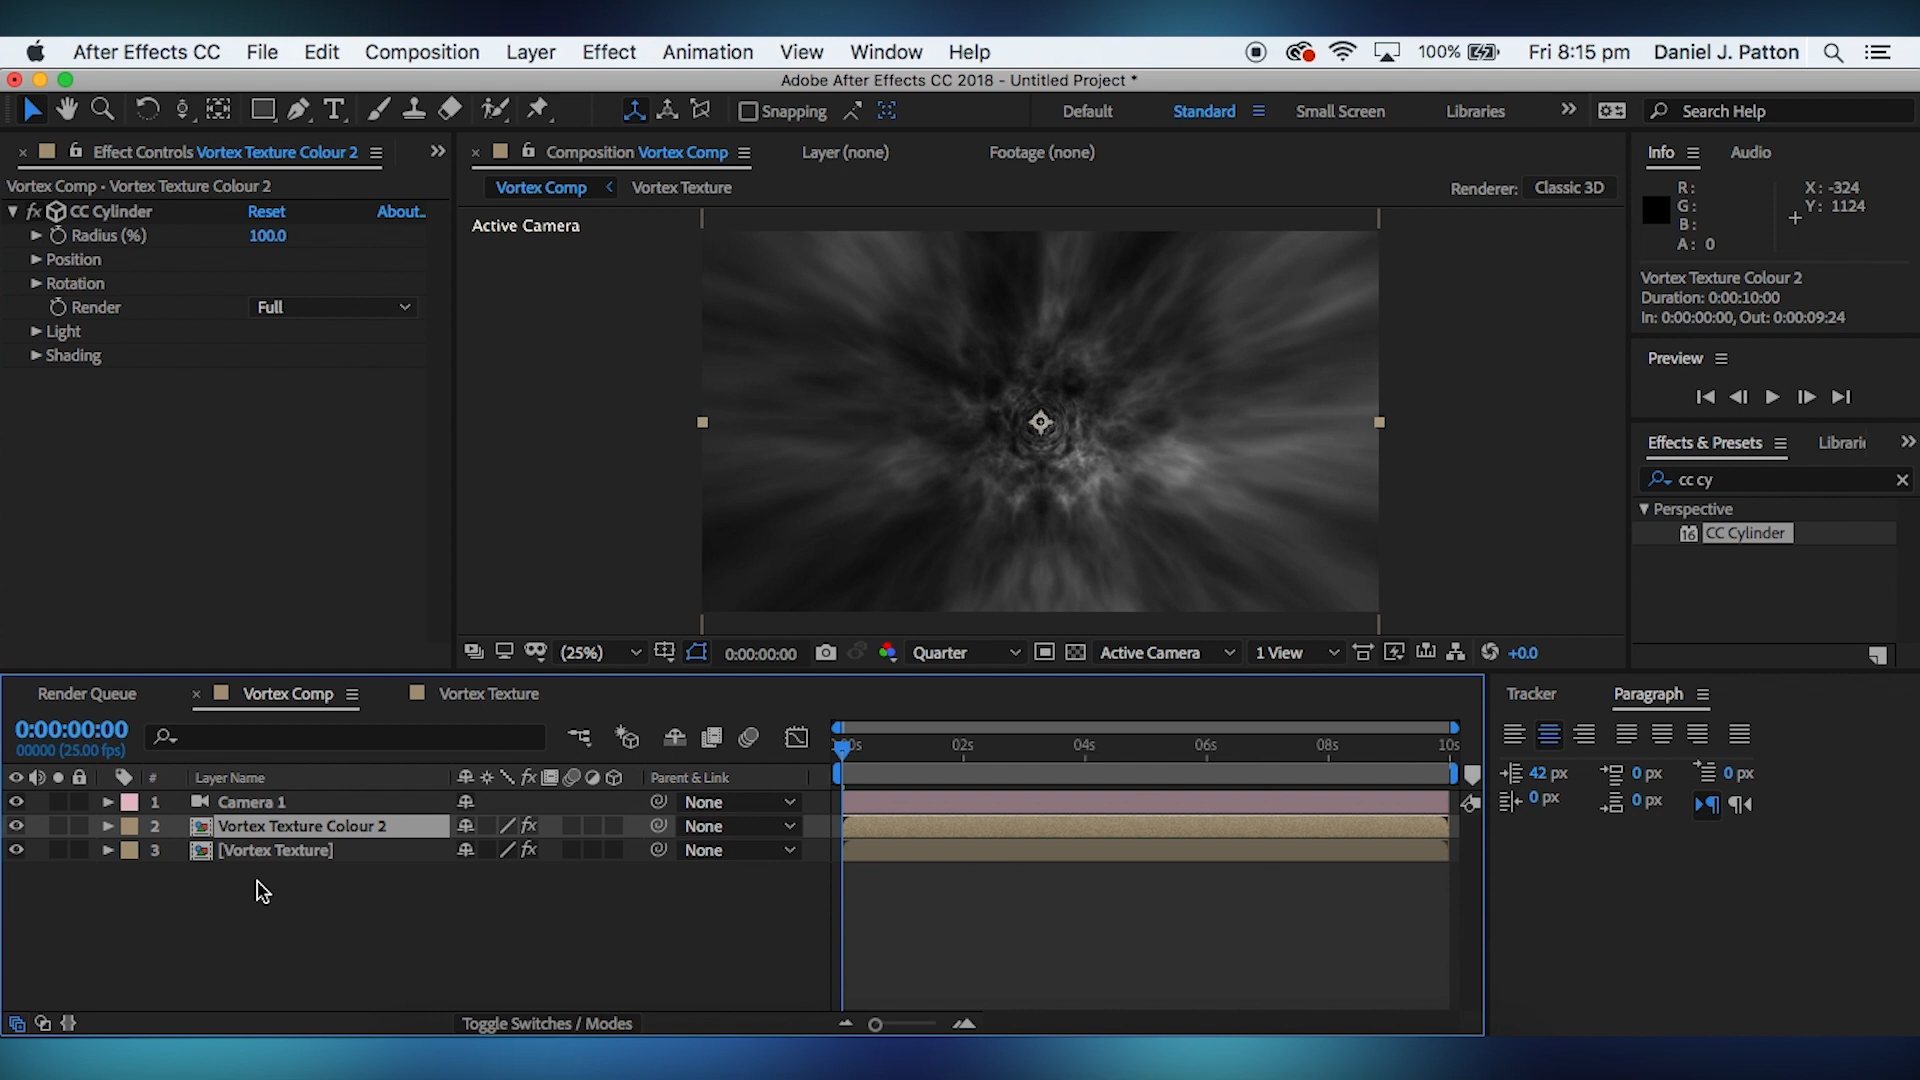 After Effects CC File Edit Composition Layer Effect Animation View Window Help 100% Fri 8:15 pm Daniel J. Patton
Adobe After Effects CC 2018 - Untitled Project *
Snapping Default Standard Small Screen Libraries Search Help
Effect Controls Vortex Texture Colour 2
Vortex Comp • Vortex Texture Colour 2
fx CC Cylinder Reset About..
Radius (%) 100.0
Position
Rotation
Render Full
Light
Shading
Composition Vortex Comp Layer (none) Footage (none)
Vortex Comp Vortex Texture Renderer: Classic 3D
Active Camera
(25%) 0:00:00:00 Quarter Active Camera 1 View +0.0
Info Audio
R: X: -324
G: Y: 1124
B:
A: 0
Vortex Texture Colour 2
Duration: 0:00:10:00
In: 0:00:00:00, Out: 0:00:09:24
Preview
Effects & Presets Librari
cc cy
Perspective
16 CC Cylinder
Render Queue Vortex Comp Vortex Texture
0:00:00:00
00000 (25.00 fps)
00s 02s 04s 06s 08s 10s
# Layer Name fx Parent & Link
1 Camera 1 None
2 Vortex Texture Colour 2 fx None
3 [Vortex Texture] fx None
Toggle Switches / Modes
Tracker Paragraph
42 px 0 px 0 px
0 px 0 px